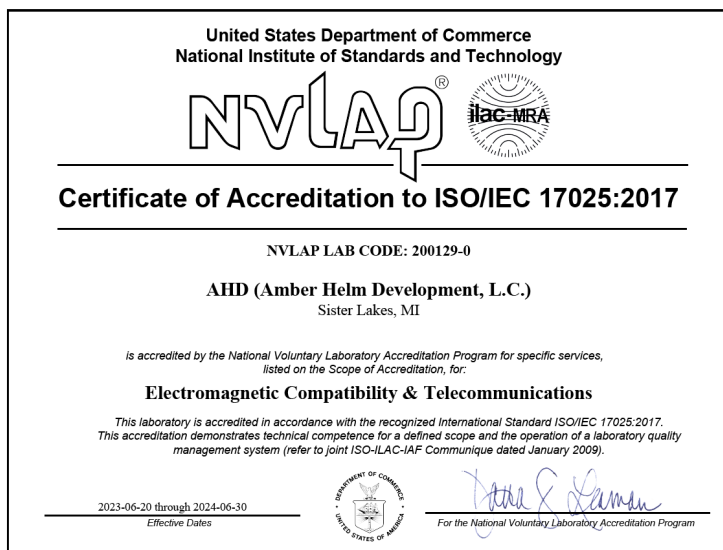 United States Department of Commerce
National Institute of Standards and Technology
NVLAP®
ilac-MRA
Certificate of Accreditation to ISO/IEC 17025:2017
NVLAP LAB CODE: 200129-0
AHD (Amber Helm Development, L.C.)
Sister Lakes, MI
is accredited by the National Voluntary Laboratory Accreditation Program for specific services,
listed on the Scope of Accreditation, for:
Electromagnetic Compatibility & Telecommunications
This laboratory is accredited in accordance with the recognized International Standard ISO/IEC 17025:2017.
This accreditation demonstrates technical competence for a defined scope and the operation of a laboratory quality
management system (refer to joint ISO-ILAC-IAF Communique dated January 2009).
2023-06-20 through 2024-06-30
Effective Dates
DEPARTMENT OF COMMERCE
UNITED STATES OF AMERICA
For the National Voluntary Laboratory Accreditation Program